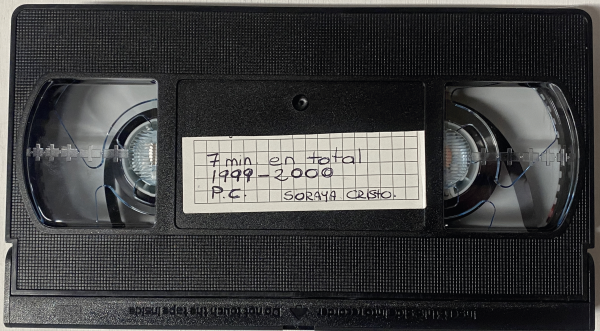 7 min. en total
1999-2000
P.C. SORAYA CRISTO.
Do not touch the tape inside